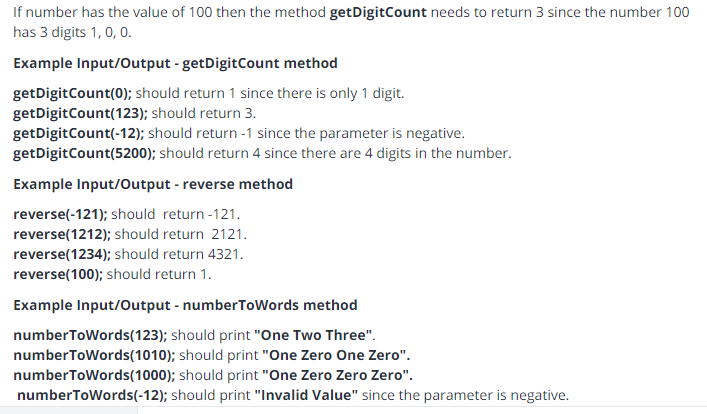 If number has the value of 100 then the method getDigitCount needs to return 3 since the number 100
has 3 digits 1, 0, 0.
Example Input/Output - getDigitCount method
getDigitCount(0); should return 1 since there is only 1 digit.
getDigitCount(123); should return 3.
getDigitCount(-12); should return -1 since the parameter is negative.
getDigitCount(5200); should return 4 since there are 4 digits in the number.
Example Input/Output - reverse method
reverse(-121); should  return -121.
reverse(1212); should return  2121.
reverse(1234); should return 4321.
reverse(100); should return 1.
Example Input/Output - numberToWords method
numberToWords(123); should print "One Two Three".
numberToWords(1010); should print "One Zero One Zero".
numberToWords(1000); should print "One Zero Zero Zero".
numberToWords(-12); should print "Invalid Value" since the parameter is negative.